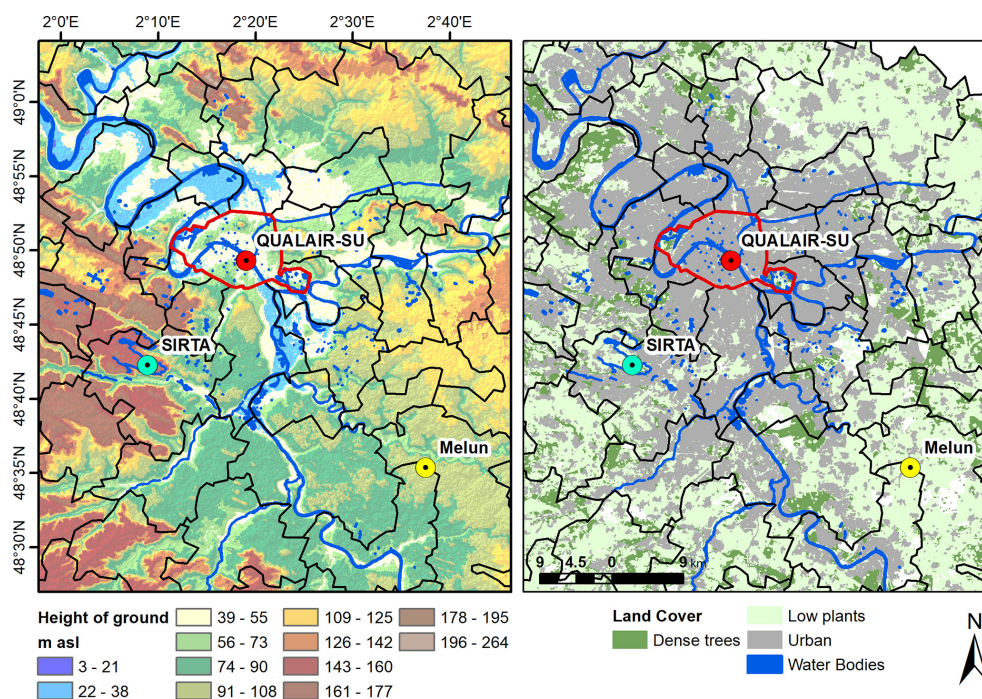 2°0'E 2°10'E 2°20'E 2°30'E 2°40'E
49°0'N
48°55'N
48°50'N
48°45'N
48°40'N
48°35'N
48°30'N
QUALAIR-SU
SIRTA
Melun
QUALAIR-SU
SIRTA
Melun
9 4.5 0 9 km
Height of ground
m asl
3 - 21
22 - 38
39 - 55
56 - 73
74 - 90
91 - 108
109 - 125
126 - 142
143 - 160
161 - 177
178 - 195
196 - 264
Land Cover
Dense trees
Low plants
Urban
Water Bodies
N